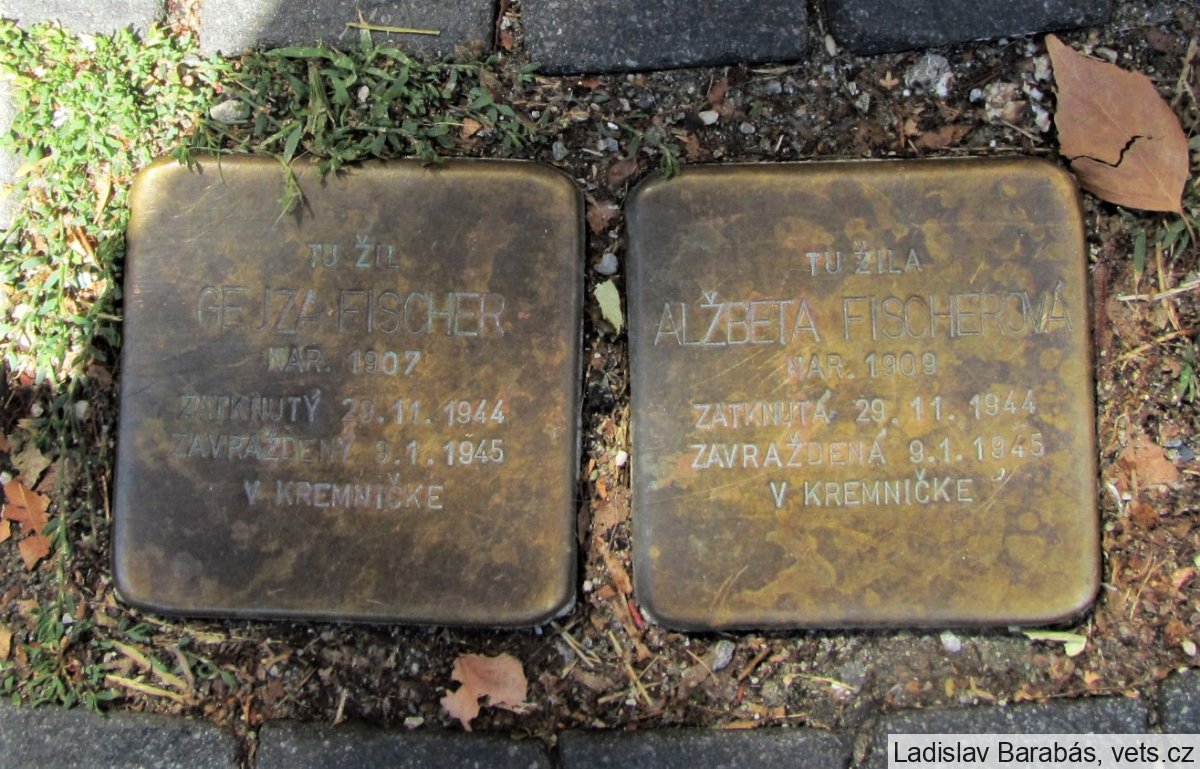 TU ŽIL
GEJZA FISCHER
NAR. 1907
ZATKNUTÝ 29.11.1944
ZAVRAŽDENÝ 9.1.1945
V KREMNIČKE
TU ŽILA
ALŽBETA FISCHEROVÁ
NAR. 1909
ZATKNUTÁ 29.11.1944
ZAVRAŽDENÁ 9.1.1945
V KREMNIČKE
Ladislav Barabás, vets.cz